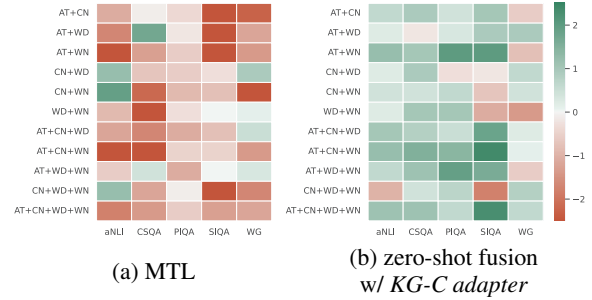 AT+CN
AT+WD
AT+WN
CN+WD
CN+WN
WD+WN
AT+CN+WD
AT+CN+WN
AT+WD+WN
CN+WD+WN
AT+CN+WD+WN
aNLI CSQA PIQA SIQA WG
(a) MTL
AT+CN
AT+WD
AT+WN
CN+WD
CN+WN
WD+WN
AT+CN+WD
AT+CN+WN
AT+WD+WN
CN+WD+WN
AT+CN+WD+WN
aNLI CSQA PIQA SIQA WG
2
1
0
−1
−2
(b) zero-shot fusion
w/ KG-C adapter